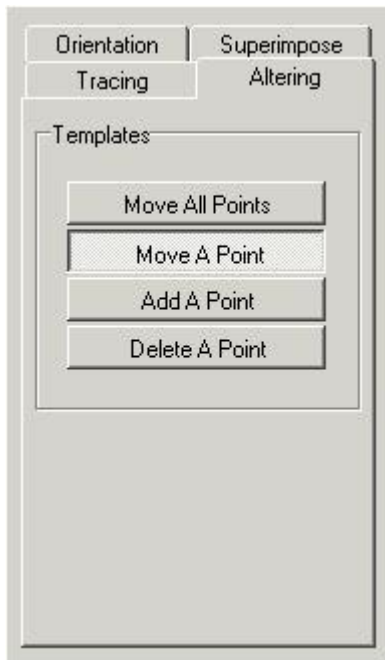 Orientation
Superimpose
Tracing
Altering
Templates
Move All Points
Move A Point
Add A Point
Delete A Point